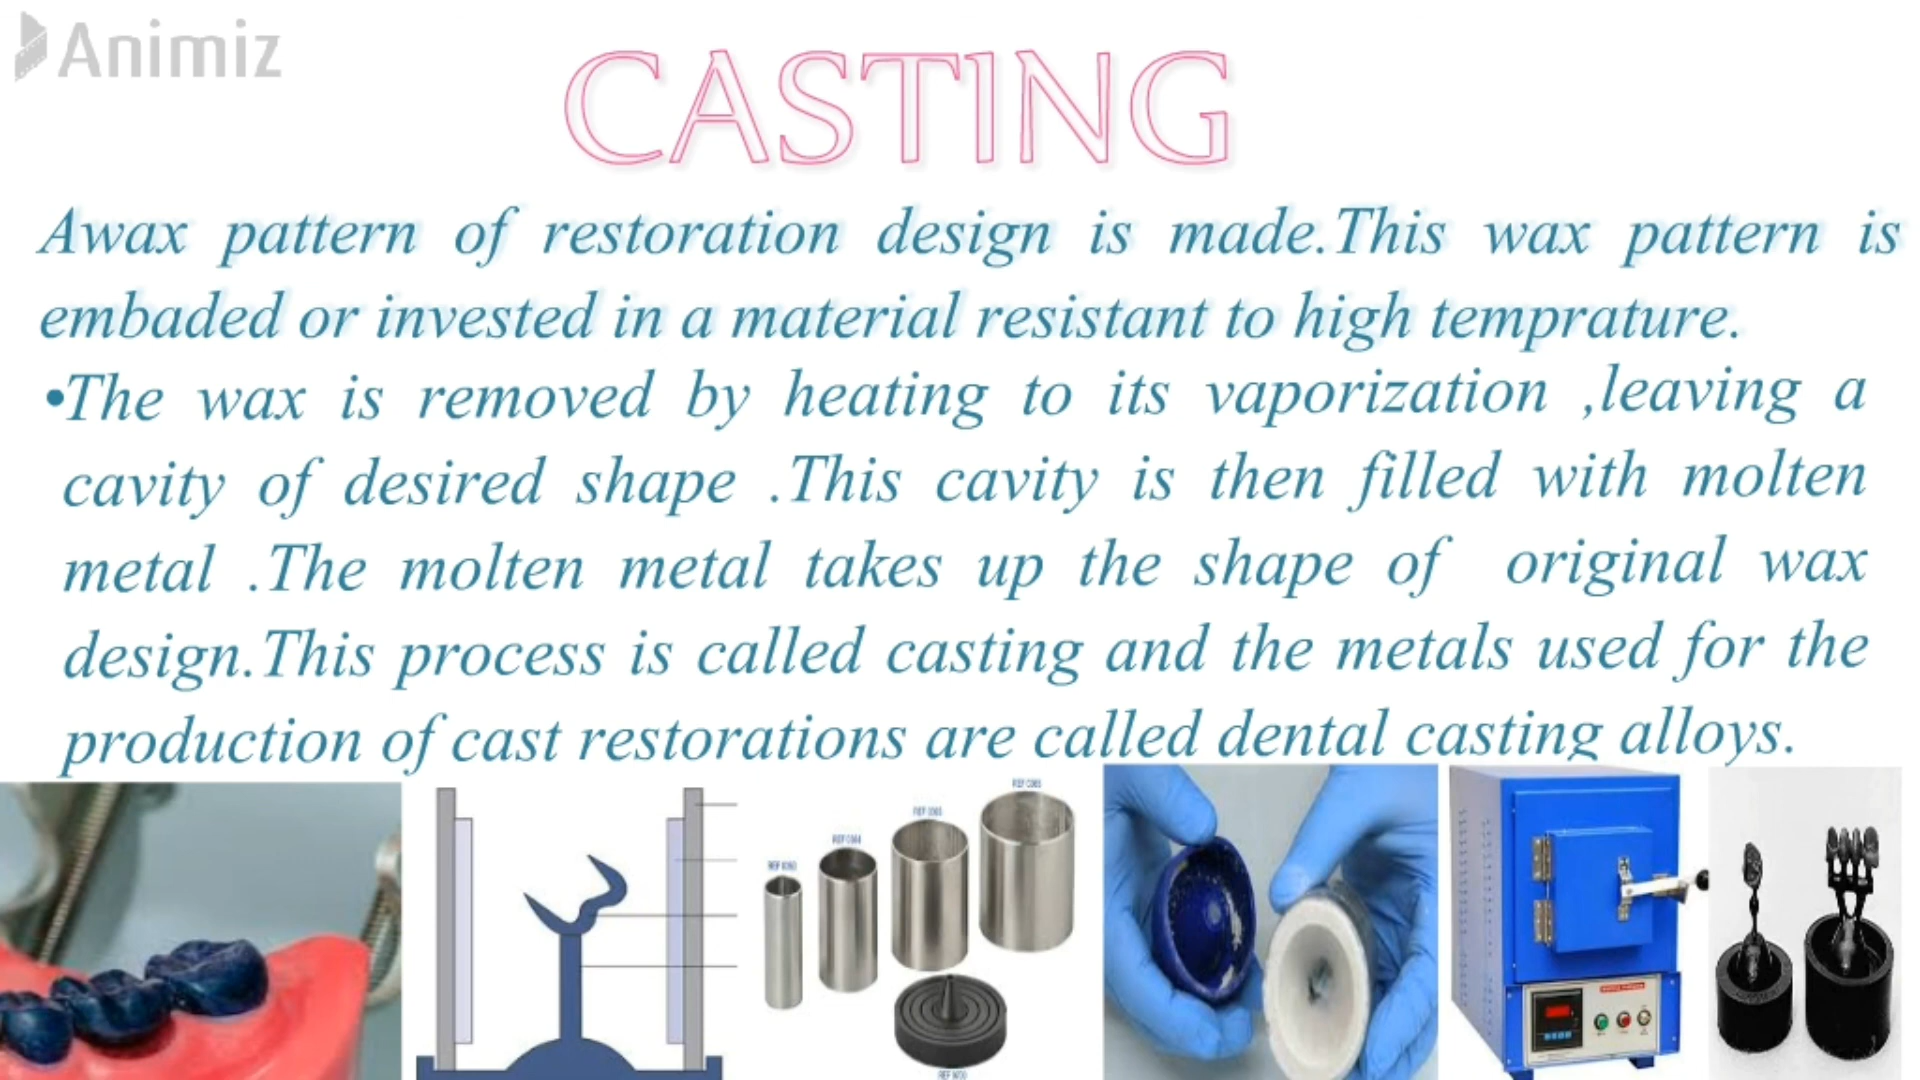 Animiz
CASTING
Awax pattern of restoration design is made.This wax pattern is
embaded or invested in a material resistant to high temprature.
•The wax is removed by heating to its vaporization ,leaving a
cavity of desired shape .This cavity is then filled with molten
metal .The molten metal takes up the shape of original wax
design.This process is called casting and the metals used for the
production of cast restorations are called dental casting alloys.